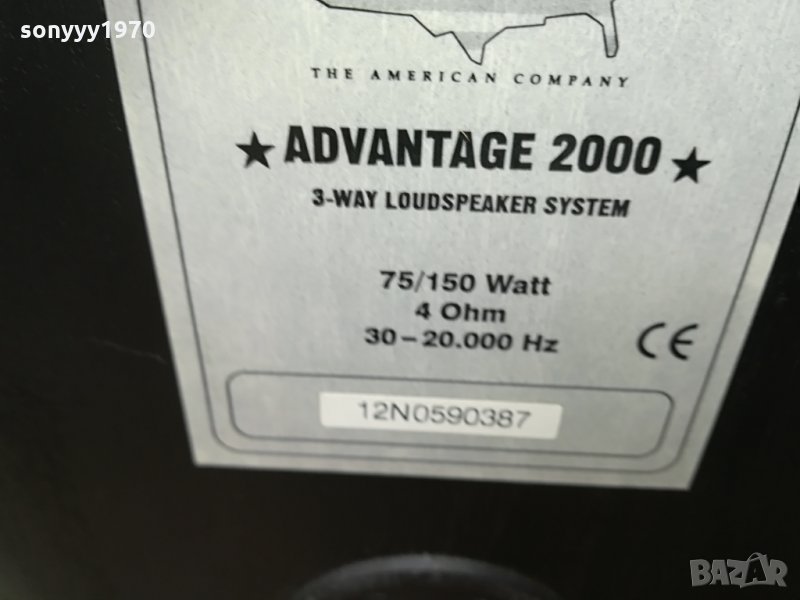 sonyyy1970
THE AMERICAN COMPANY
★ ADVANTAGE 2000 ★
3-WAY LOUDSPEAKER SYSTEM
75/150 Watt
4 Ohm
30-20.000 Hz
CE
12N0590387
BAZAR